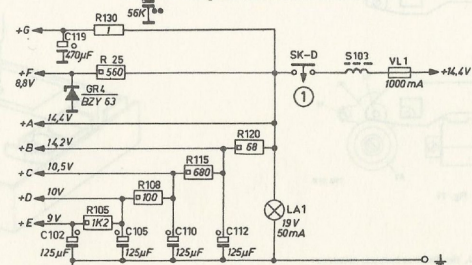 56K
+G
R130
1
C119
470µF
R 25
560
+F
8,8V
GR4
BZY 63
SK-D
1
S103
VL1
1000mA
+14,4V
+A 14,4V
+B 14,2V
R120
68
+C 10,5V
R115
680
+D 10V
R108
100
+E 9V
R105
1K2
LA1
19V
50mA
C102
C105
C110
C112
125µF
125µF
125µF
125µF